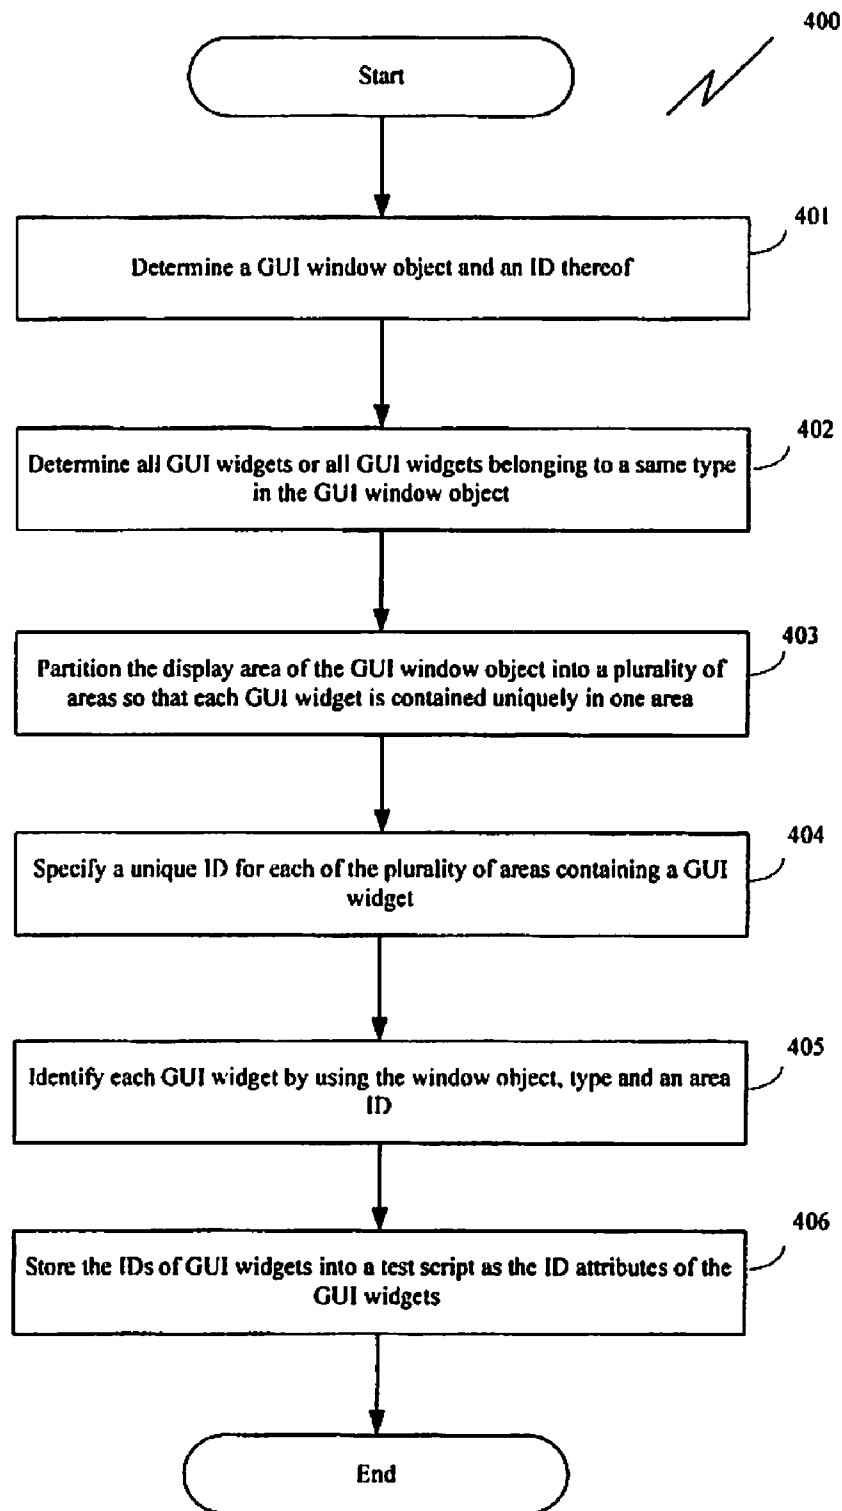 400
Start
401
Determine a GUI window object and an ID thereof
402
Determine all GUI widgets or all GUI widgets belonging to a same type
in the GUI window object
403
Partition the display area of the GUI window object into a plurality of
areas so that each GUI widget is contained uniquely in one area
404
Specify a unique ID for each of the plurality of areas containing a GUI
widget
405
Identify each GUI widget by using the window object, type and an area
ID
406
Store the IDs of GUI widgets into a test script as the ID attributes of the
GUI widgets
End